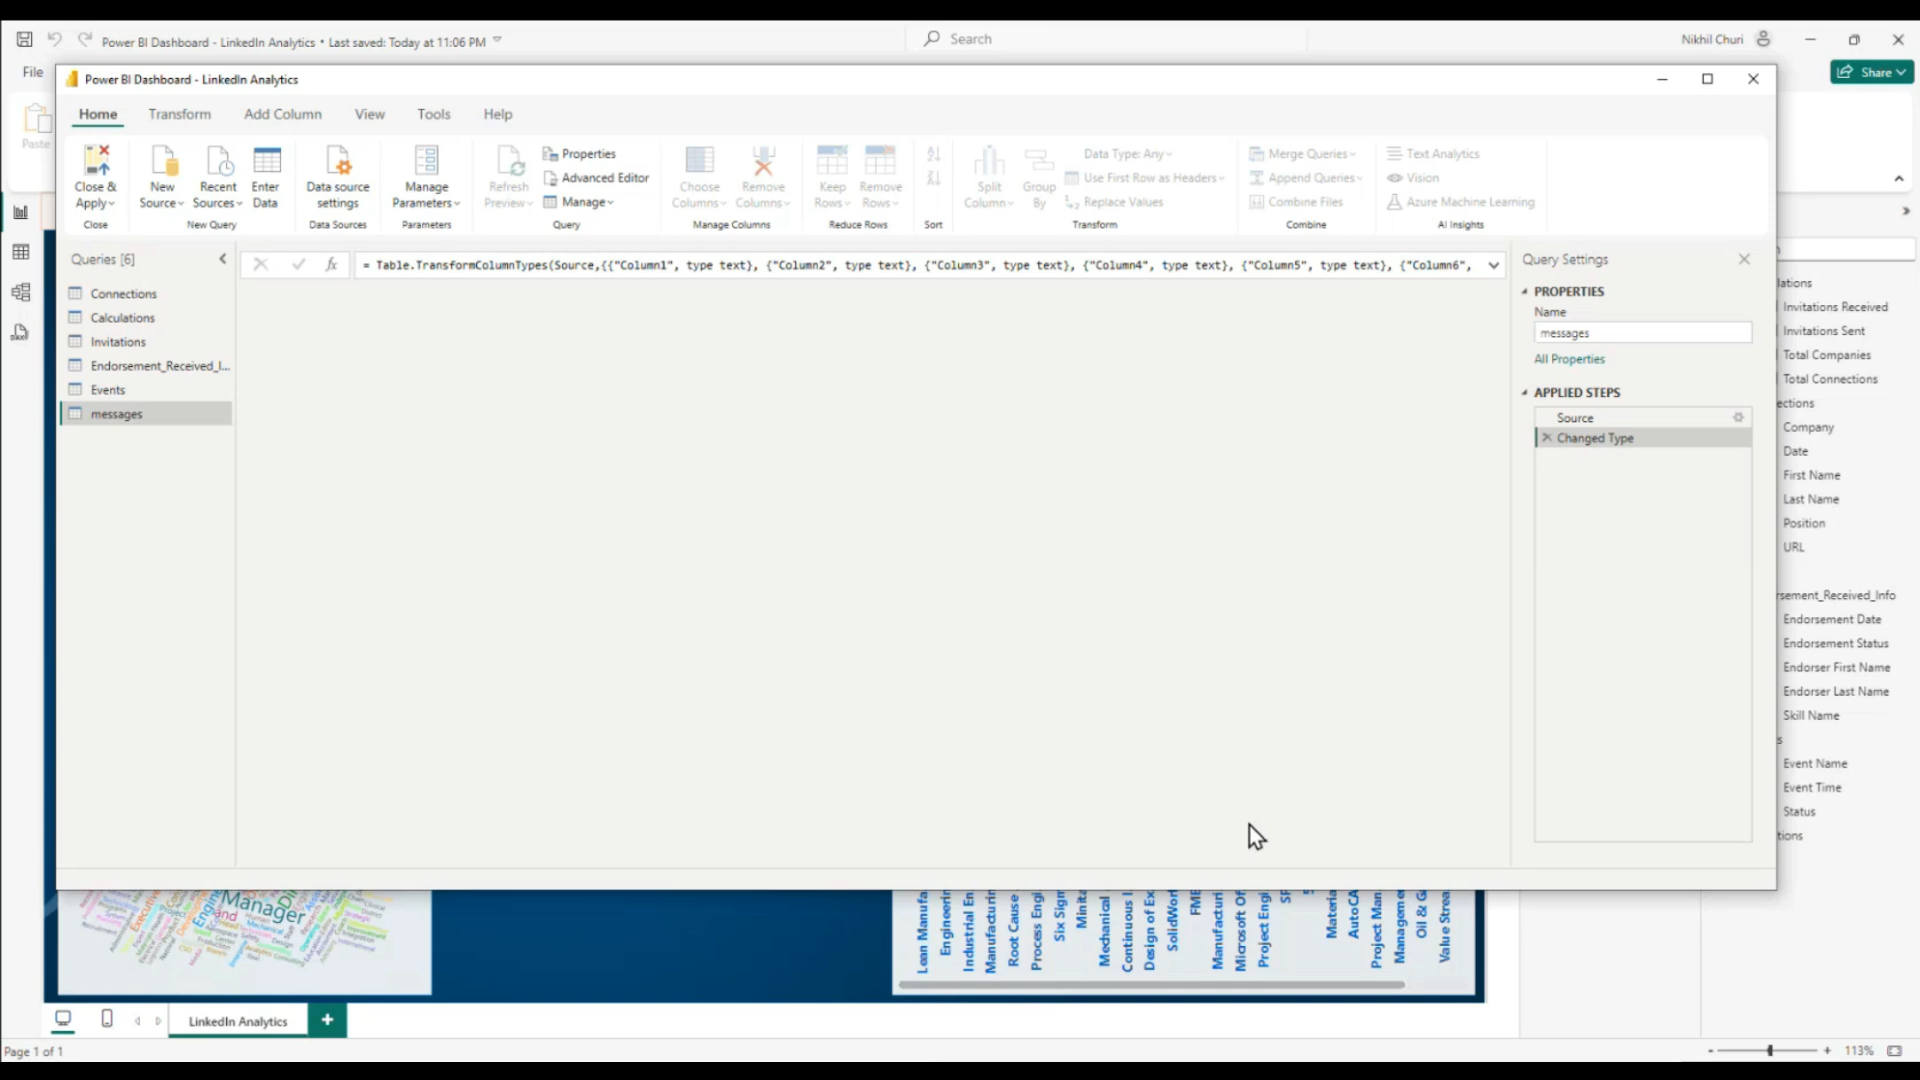 Power BI Dashboard - LinkedIn Analytics • Last saved: Today at 11:06 PM
Search
Nikhil Churi
File
Share
Paste
Power BI Dashboard - LinkedIn Analytics
Home Transform Add Column View Tools Help
Close & Apply
Close
New Source
Recent Sources
Enter Data
New Query
Data source settings
Data Sources
Manage Parameters
Parameters
Refresh Preview
Properties
Advanced Editor
Manage
Query
Choose Columns
Remove Columns
Manage Columns
Keep Rows
Remove Rows
Reduce Rows
Sort
Split Column
Group By
Data Type: Any
Use First Row as Headers
Replace Values
Transform
Merge Queries
Append Queries
Combine Files
Combine
Text Analytics
Vision
Azure Machine Learning
AI Insights
Queries [6]
Connections
Calculations
Invitations
Endorsement_Received_I...
Events
messages
= Table.TransformColumnTypes(Source,{{"Column1", type text}, {"Column2", type text}, {"Column3", type text}, {"Column4", type text}, {"Column5", type text}, {"Column6",
Query Settings
PROPERTIES
Name
messages
All Properties
APPLIED STEPS
Source
Changed Type
lations
Invitations Received
Invitations Sent
Total Companies
Total Connections
ections
Company
Date
First Name
Last Name
Position
URL
rsement_Received_Info
Endorsement Date
Endorsement Status
Endorser First Name
Endorser Last Name
Skill Name
s
Event Name
Event Time
Status
tions
Manager
and
Executive
Lean Manufa
Engineerin
Industrial En
Manufacturin
Root Cause
Process Engi
Six Sigm
Minita
Mechanical
Continuous I
Design of Ex
SolidWor
FME
Manufacturi
Microsoft Of
Project Engi
SP
5
Materia
AutoCA
Project Man
Manageme
Oil & G
Value Strea
LinkedIn Analytics
Page 1 of 1
113%